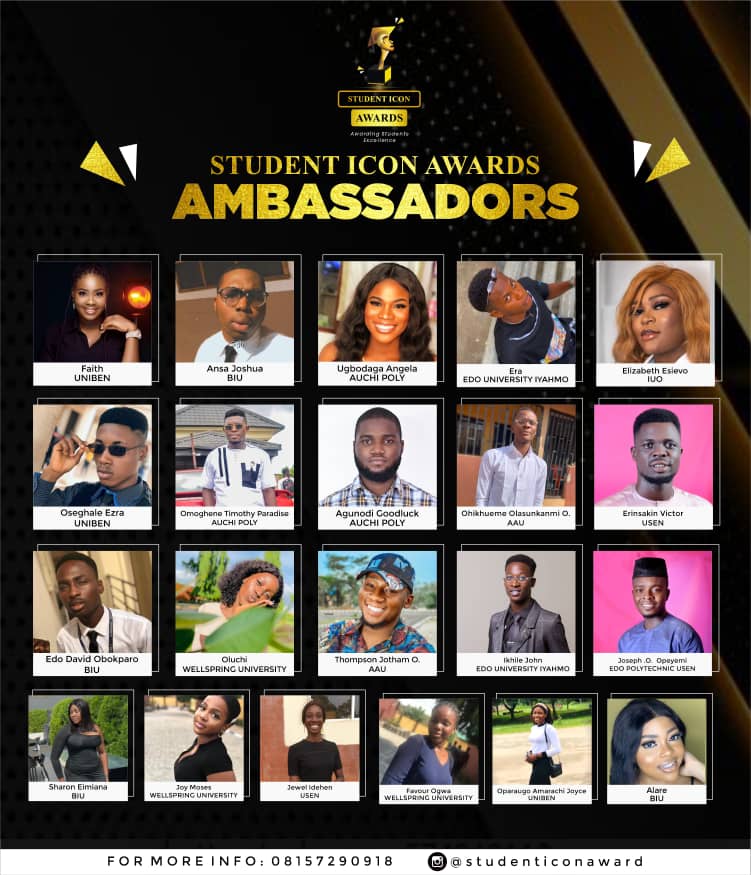 STUDENT ICON
AWARDS
Awarding Students
Excellence
STUDENT ICON AWARDS
AMBASSADORS
Faith
UNIBEN
Ansa Joshua
BIU
Ugbodaga Angela
AUCHI POLY
Era
EDO UNIVERSITY IYAHMO
Elizabeth Esievo
IUO
Oseghale Ezra
UNIBEN
Omoghene Timothy Paradise
AUCHI POLY
Agunodi Goodluck
AUCHI POLY
Ohikhueme Olasunkanmi O.
AAU
Erinsakin Victor
USEN
Edo David Obokparo
BIU
Oluchi
WELLSPRING UNIVERSITY
Thompson Jotham O.
AAU
Ikhile John
EDO UNIVERSITY IYAHMO
Joseph .O. Opeyemi
EDO POLYTECHNIC USEN
Sharon Eimiana
BIU
Joy Moses
WELLSPRING UNIVERSITY
Jewel Idehen
USEN
Favour Ogwa
WELLSPRING UNIVERSITY
Oparaugo Amarachi Joyce
UNIBEN
Alare
BIU
FOR MORE INFO: 08157290918 @studenticonaward